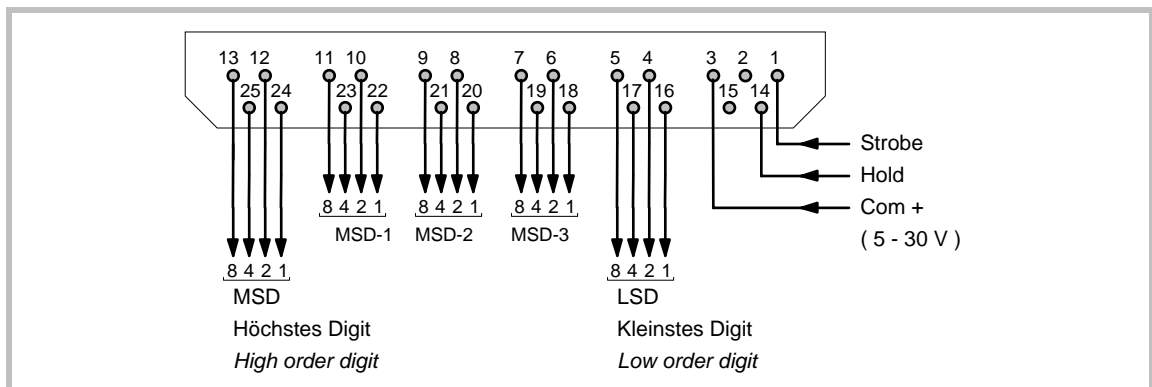 13 12 11 10 9 8 7 6 5 4 3 2 1
25 24 23 22 21 20 19 18 17 16 15 14
Strobe
Hold
Com +
( 5 - 30 V )
8 4 2 1 8 4 2 1 8 4 2 1
MSD-1 MSD-2 MSD-3
8 4 2 1 8 4 2 1
MSD LSD
Höchstes Digit Kleinstes Digit
High order digit Low order digit